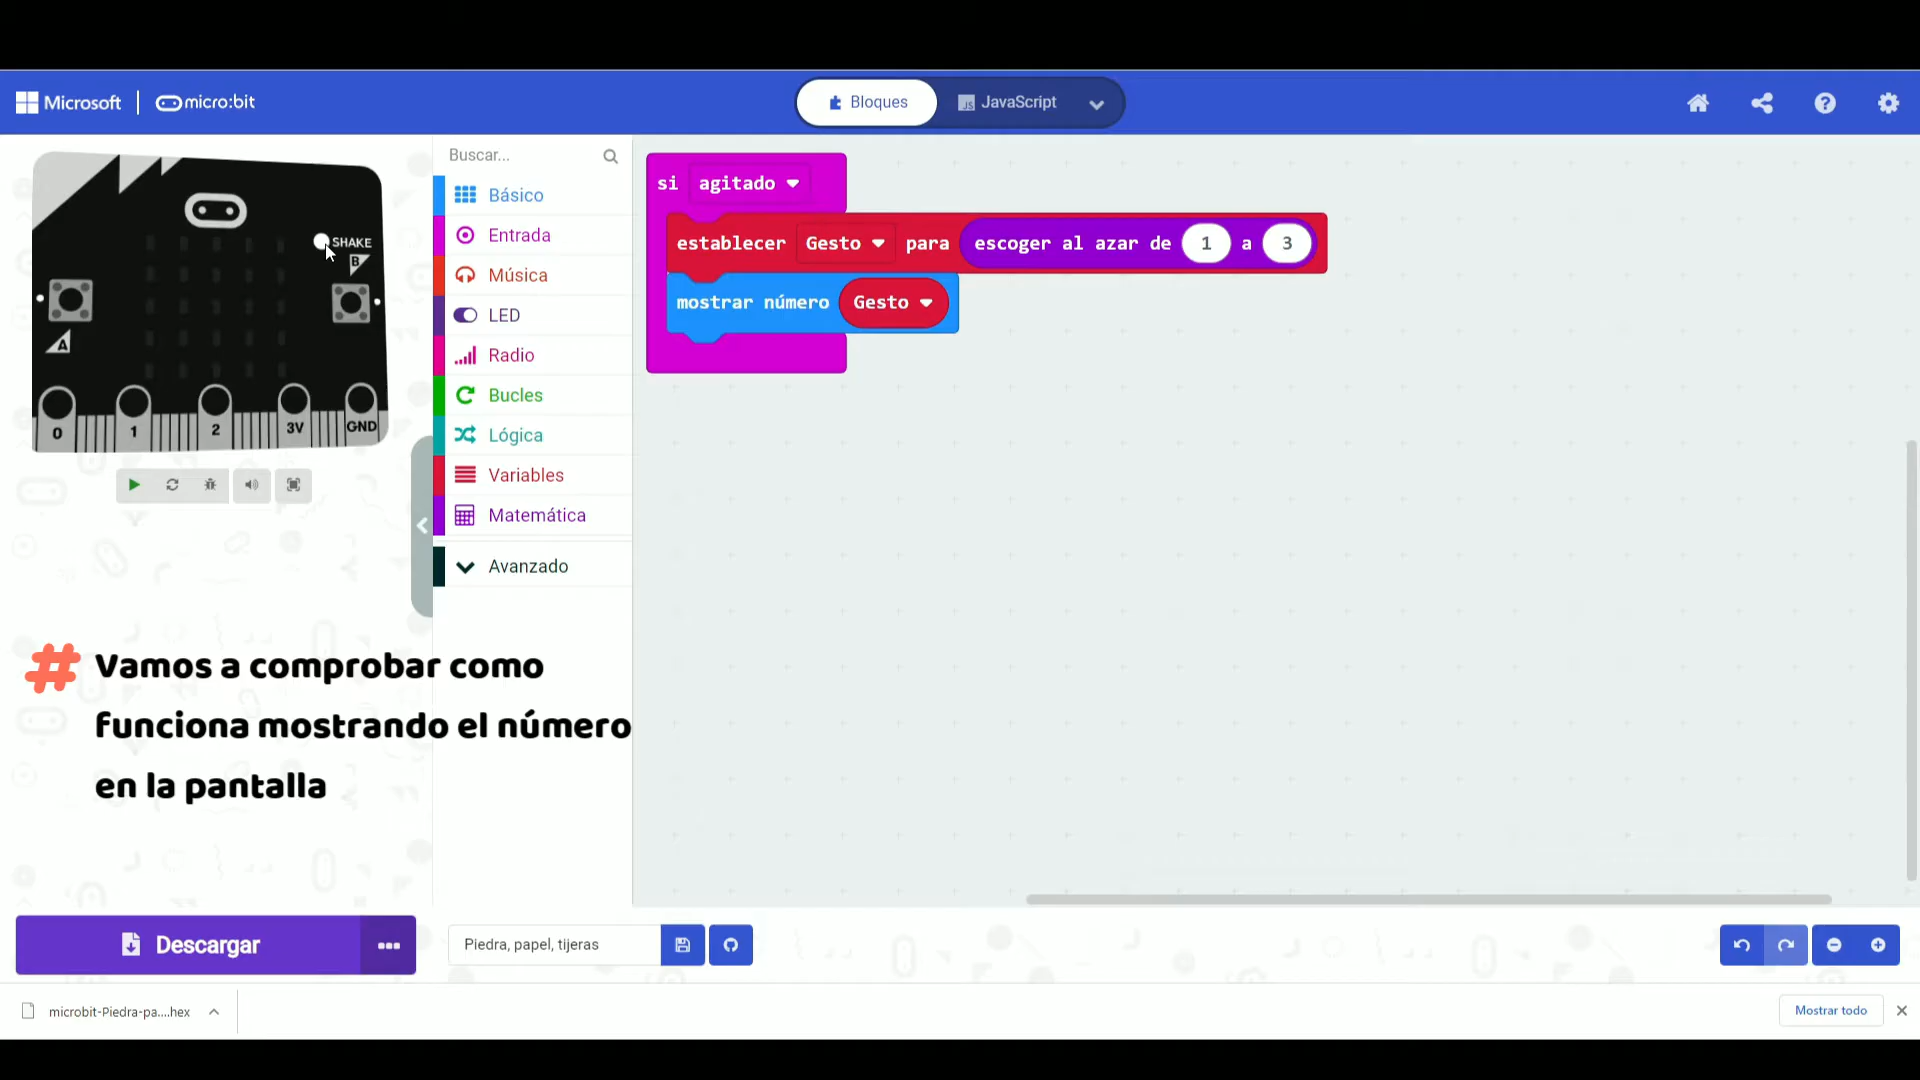 Microsoft | micro:bit
Bloques
JavaScript
SHAKE
B
A
0 1 2 3V GND
Buscar...
Básico
Entrada
Música
LED
Radio
Bucles
Lógica
Variables
Matemática
Avanzado
si agitado
establecer Gesto para escoger al azar de 1 a 3
mostrar número Gesto
# Vamos a comprobar como
funciona mostrando el número
en la pantalla
Descargar
Piedra, papel, tijeras
microbit-Piedra-pa....hex
Mostrar todo